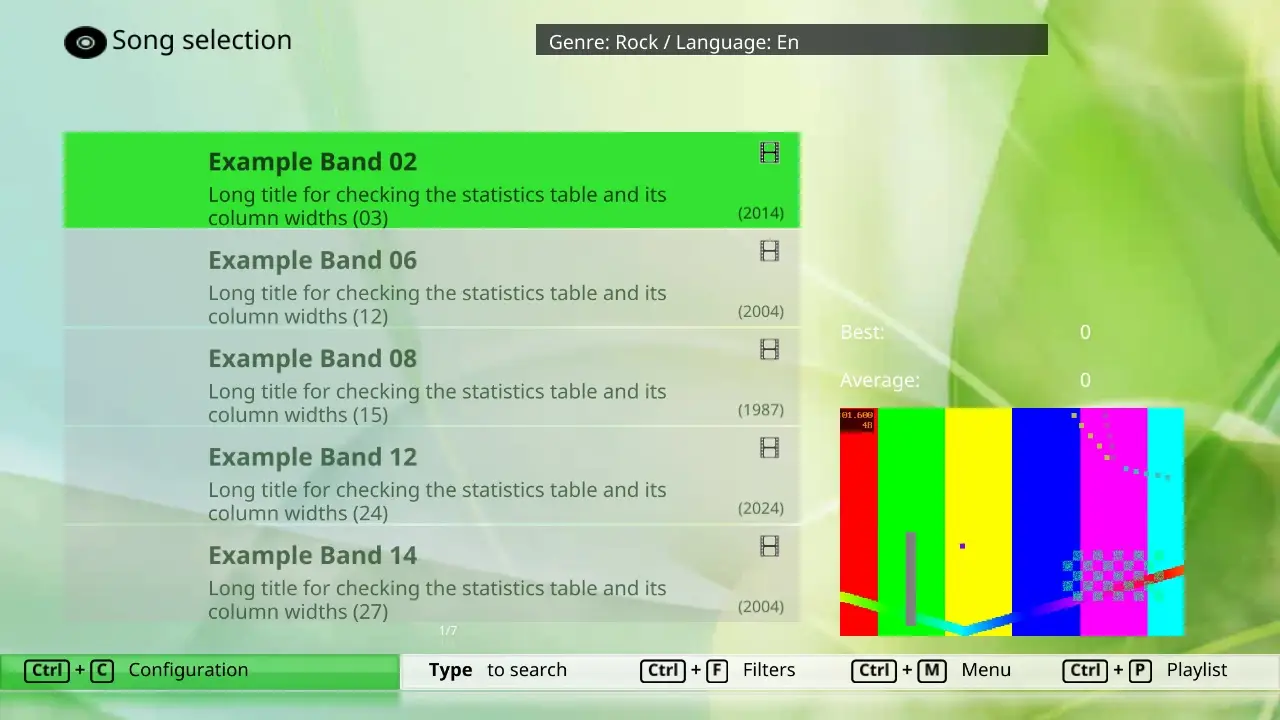 Song selection
Genre: Rock / Language: En
Example Band 02
Long title for checking the statistics table and its
column widths (03)
(2014)
Example Band 06
Long title for checking the statistics table and its
column widths (12)
(2004)
Example Band 08
Long title for checking the statistics table and its
column widths (15)
(1987)
Example Band 12
Long title for checking the statistics table and its
column widths (24)
(2024)
Example Band 14
Long title for checking the statistics table and its
column widths (27)
(2004)
1/7
Best: 0
Average: 0
01.600
48
Ctrl + C Configuration
Type to search
Ctrl + F Filters
Ctrl + M Menu
Ctrl + P Playlist